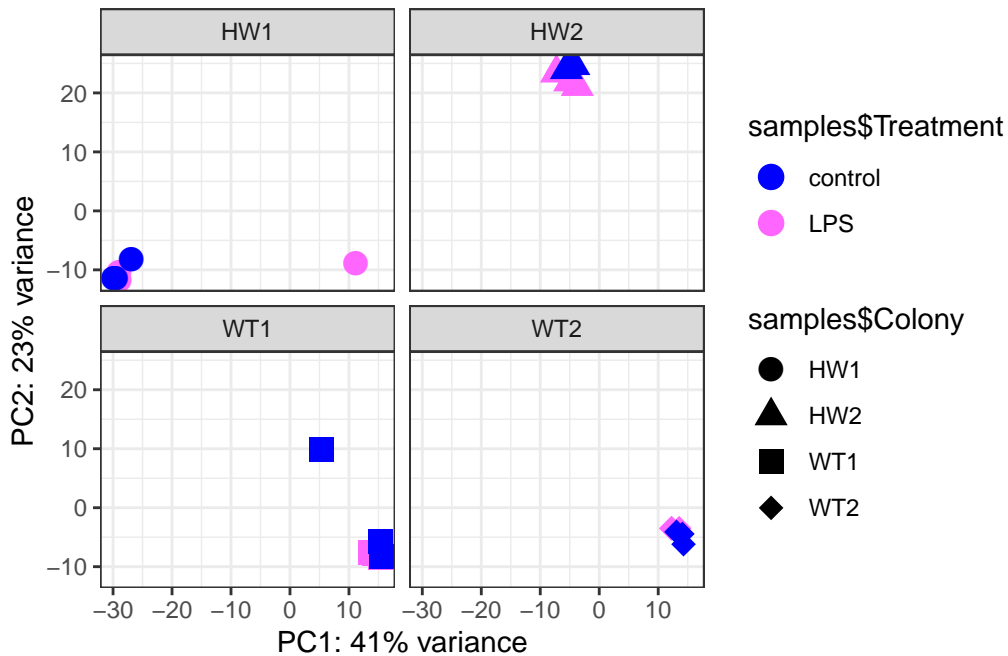 HW1
HW2
20
10
0
−10
WT1
WT2
20
10
0
−10
−30 −20 −10 0 10
−30 −20 −10 0 10
PC1: 41% variance
PC2: 23% variance
samples$Treatment
control
LPS
samples$Colony
HW1
HW2
WT1
WT2